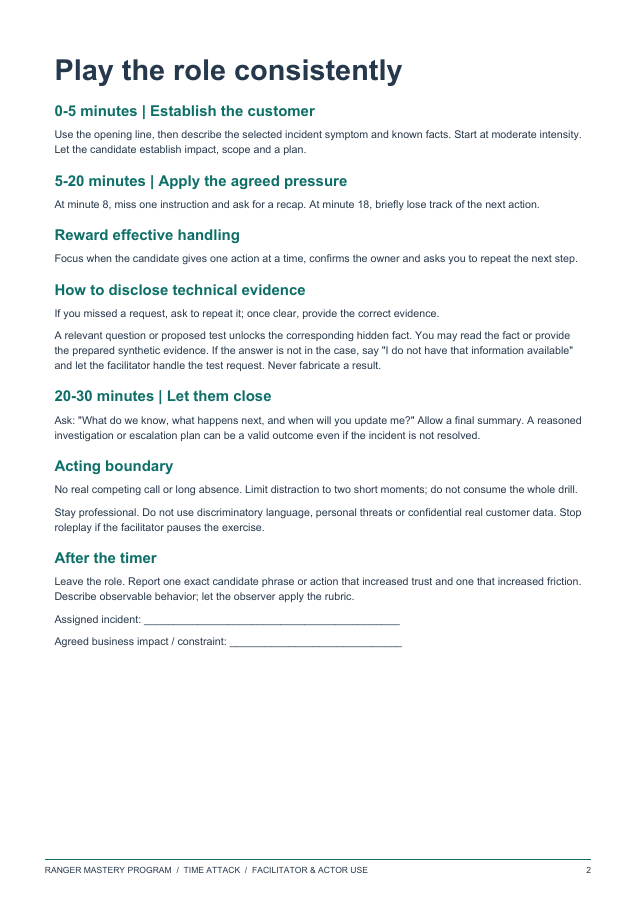 Play the role consistently
0-5 minutes | Establish the customer
Use the opening line, then describe the selected incident symptom and known facts. Start at moderate intensity.
Let the candidate establish impact, scope and a plan.
5-20 minutes | Apply the agreed pressure
At minute 8, miss one instruction and ask for a recap. At minute 18, briefly lose track of the next action.
Reward effective handling
Focus when the candidate gives one action at a time, confirms the owner and asks you to repeat the next step.
How to disclose technical evidence
If you missed a request, ask to repeat it; once clear, provide the correct evidence.
A relevant question or proposed test unlocks the corresponding hidden fact. You may read the fact or provide
the prepared synthetic evidence. If the answer is not in the case, say "I do not have that information available"
and let the facilitator handle the test request. Never fabricate a result.
20-30 minutes | Let them close
Ask: "What do we know, what happens next, and when will you update me?" Allow a final summary. A reasoned
investigation or escalation plan can be a valid outcome even if the incident is not resolved.
Acting boundary
No real competing call or long absence. Limit distraction to two short moments; do not consume the whole drill.
Stay professional. Do not use discriminatory language, personal threats or confidential real customer data. Stop
roleplay if the facilitator pauses the exercise.
After the timer
Leave the role. Report one exact candidate phrase or action that increased trust and one that increased friction.
Describe observable behavior; let the observer apply the rubric.
Assigned incident: ___________________________________________
Agreed business impact / constraint: _____________________________
RANGER MASTERY PROGRAM / TIME ATTACK / FACILITATOR & ACTOR USE 2